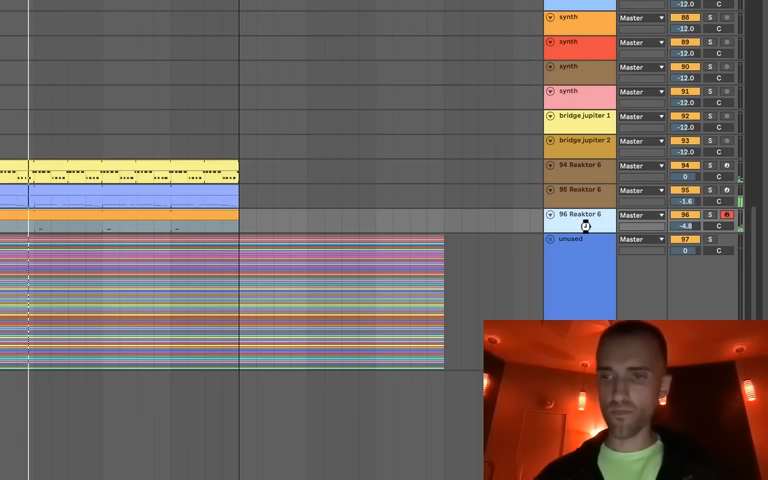 -12.0 C
synth Master 88 S
-12.0 C
synth Master 89 S
-12.0 C
synth Master 90 S
-12.0 C
synth Master 91 S
-12.0 C
bridge jupiter 1 Master 92 S
-12.0 C
bridge jupiter 2 Master 93 S
-12.0 C
94 Reaktor 6 Master 94 S
0 C
95 Reaktor 6 Master 95 S
-1.6 C
96 Reaktor 6 Master 96 S
-4.8 C
unused Master 97 S
0 C